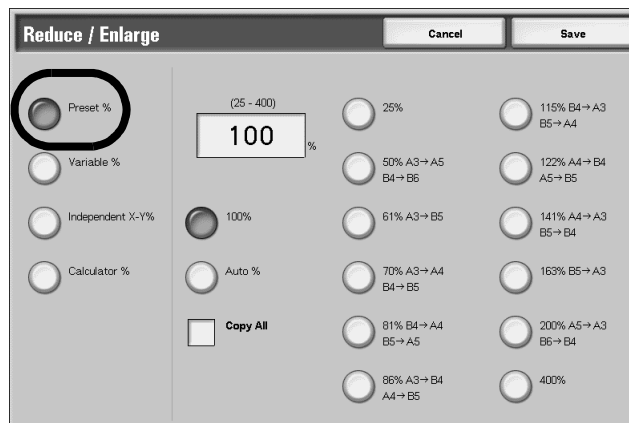 Reduce / Enlarge
Cancel
Save
Preset %
Variable %
Independent X-Y%
Calculator %
(25 - 400)
100
%
100%
Auto %
Copy All
25%
50% A3→A5
B4→B6
61% A3→B5
70% A3→A4
B4→B5
81% B4→A4
B5→A5
86% A3→B4
A4→B5
115% B4→A3
B5→A4
122% A4→B4
A5→B5
141% A4→A3
B5→B4
163% B5→A3
200% A5→A3
B6→B4
400%